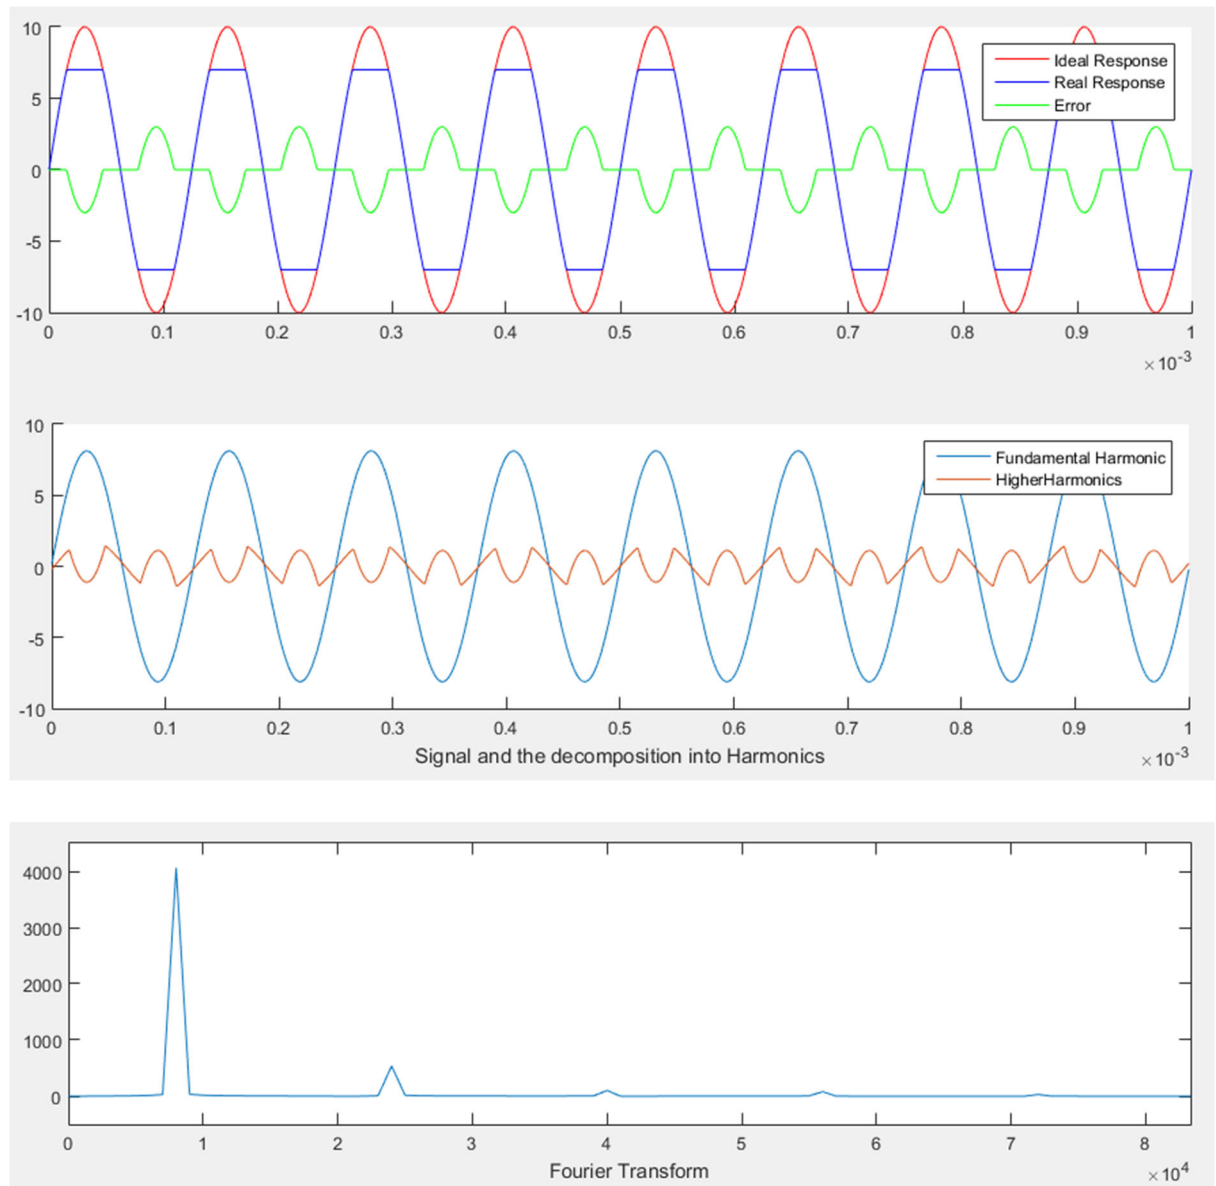 10
Ideal Response
Real Response
5
Error
0
-5
-10
0 0.1 0.2 0.3 0.4 0.5 0.6 0.7 0.8 0.9 1
×10-3
10
Fundamental Harmonic
HigherHarmonics
5
0
-5
-10
0 0.1 0.2 0.3 0.4 0.5 0.6 0.7 0.8 0.9 1
Signal and the decomposition into Harmonics ×10-3
4000
3000
2000
1000
0
0 1 2 3 4 5 6 7 8
Fourier Transform ×104